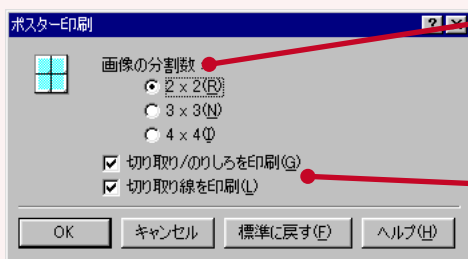 ポスター印刷
画像の分割数
2 x 2(R)
3 x 3(N)
4 x 4(I)
切り取り/のりしろを印刷(G)
切り取り線を印刷(L)
OK
キャンセル
標準に戻す(F)
ヘルプ(H)